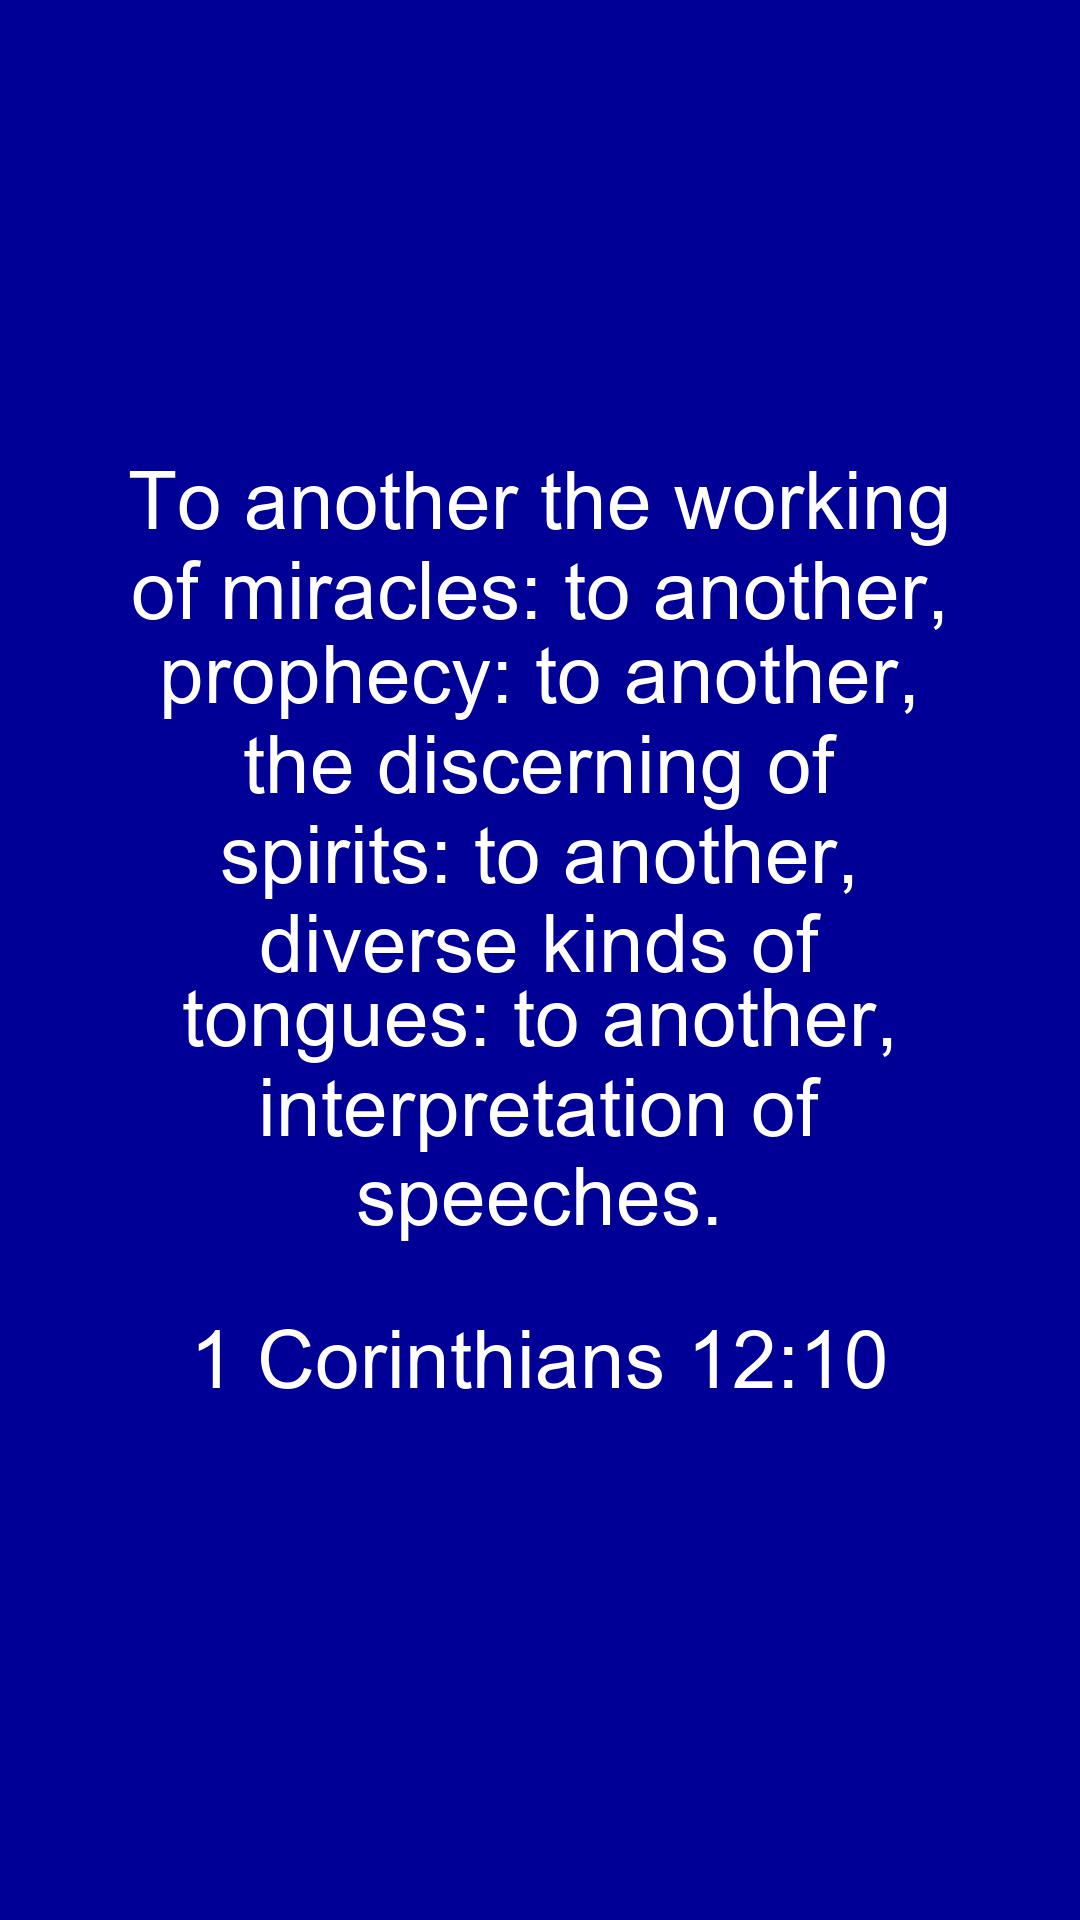 To another the working
of miracles: to another,
prophecy: to another,
the discerning of
spirits: to another,
diverse kinds of
tongues: to another,
interpretation of
speeches.
1 Corinthians 12:10